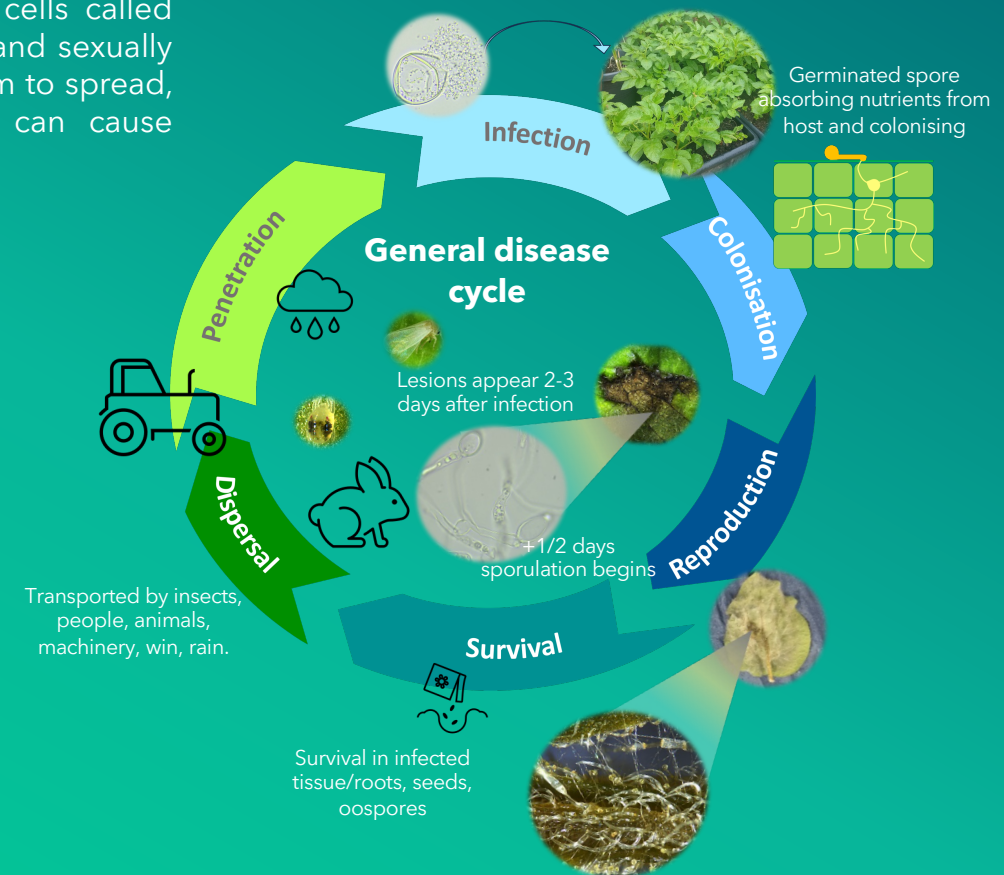 cells called
and sexually
m to spread,
can cause
Infection
Germinated spore
absorbing nutrients from
host and colonising
Penetration
General disease
cycle
Colonisation
Lesions appear 2-3
days after infection
Reproduction
Dispersal
+1/2 days
sporulation begins
Transported by insects,
people, animals,
machinery, win, rain.
Survival
Survival in infected
tissue/roots, seeds,
oospores